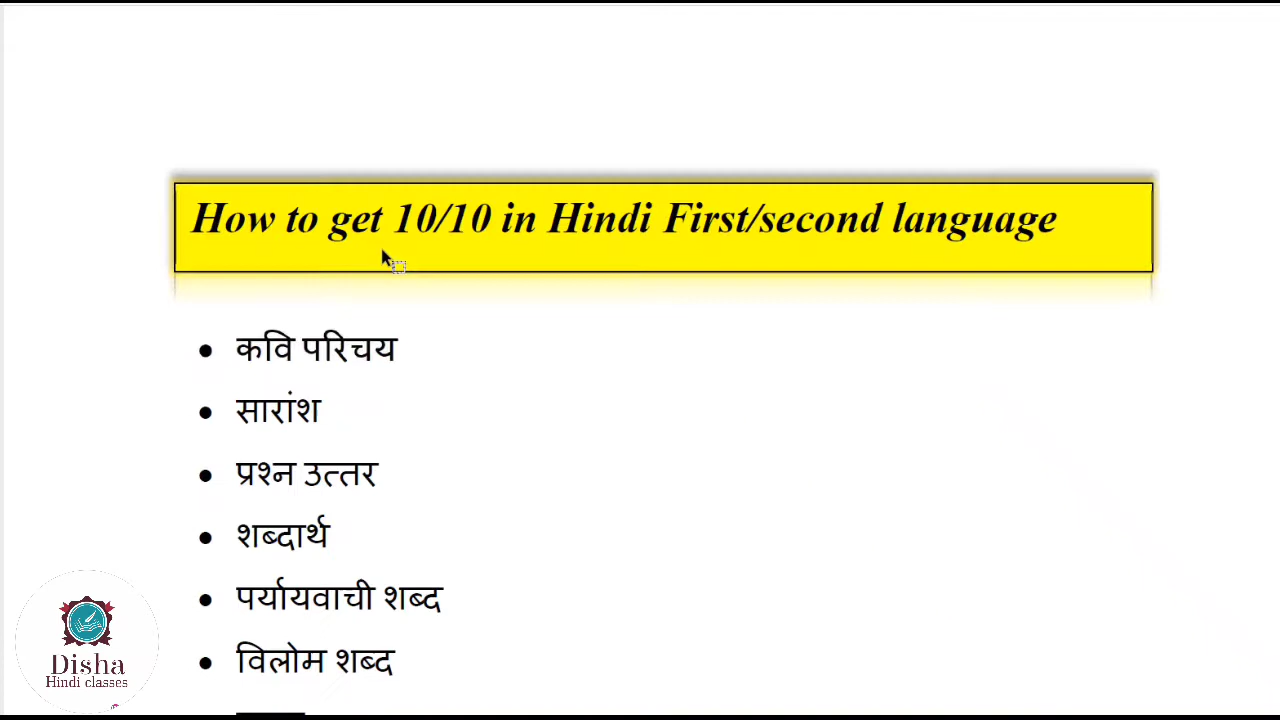 How to get 10/10 in Hindi First/second language
• कवि परिचय
• सारांश
• प्रश्न उत्तर
• शब्दार्थ
• पर्यायवाची शब्द
• विलोम शब्द
Disha
Hindi classes